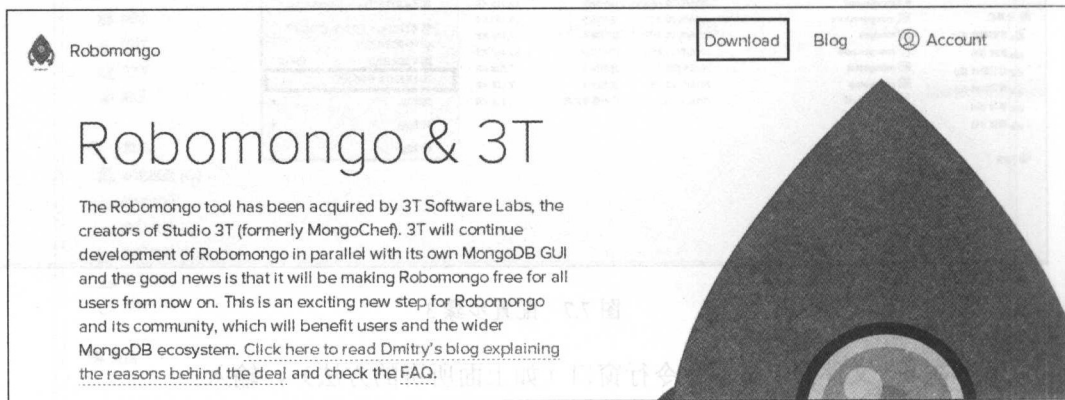 Robomongo
Download Blog Account
Robomongo & 3T
The Robomongo tool has been acquired by 3T Software Labs, the
creators of Studio 3T (formerly MongoChef). 3T will continue
development of Robomongo in parallel with its own MongoDB GUI
and the good news is that it will be making Robomongo free for all
users from now on. This is an exciting new step for Robomongo
and its community, which will benefit users and the wider
MongoDB ecosystem. Click here to read Dmitry's blog explaining
the reasons behind the deal and check the FAQ.